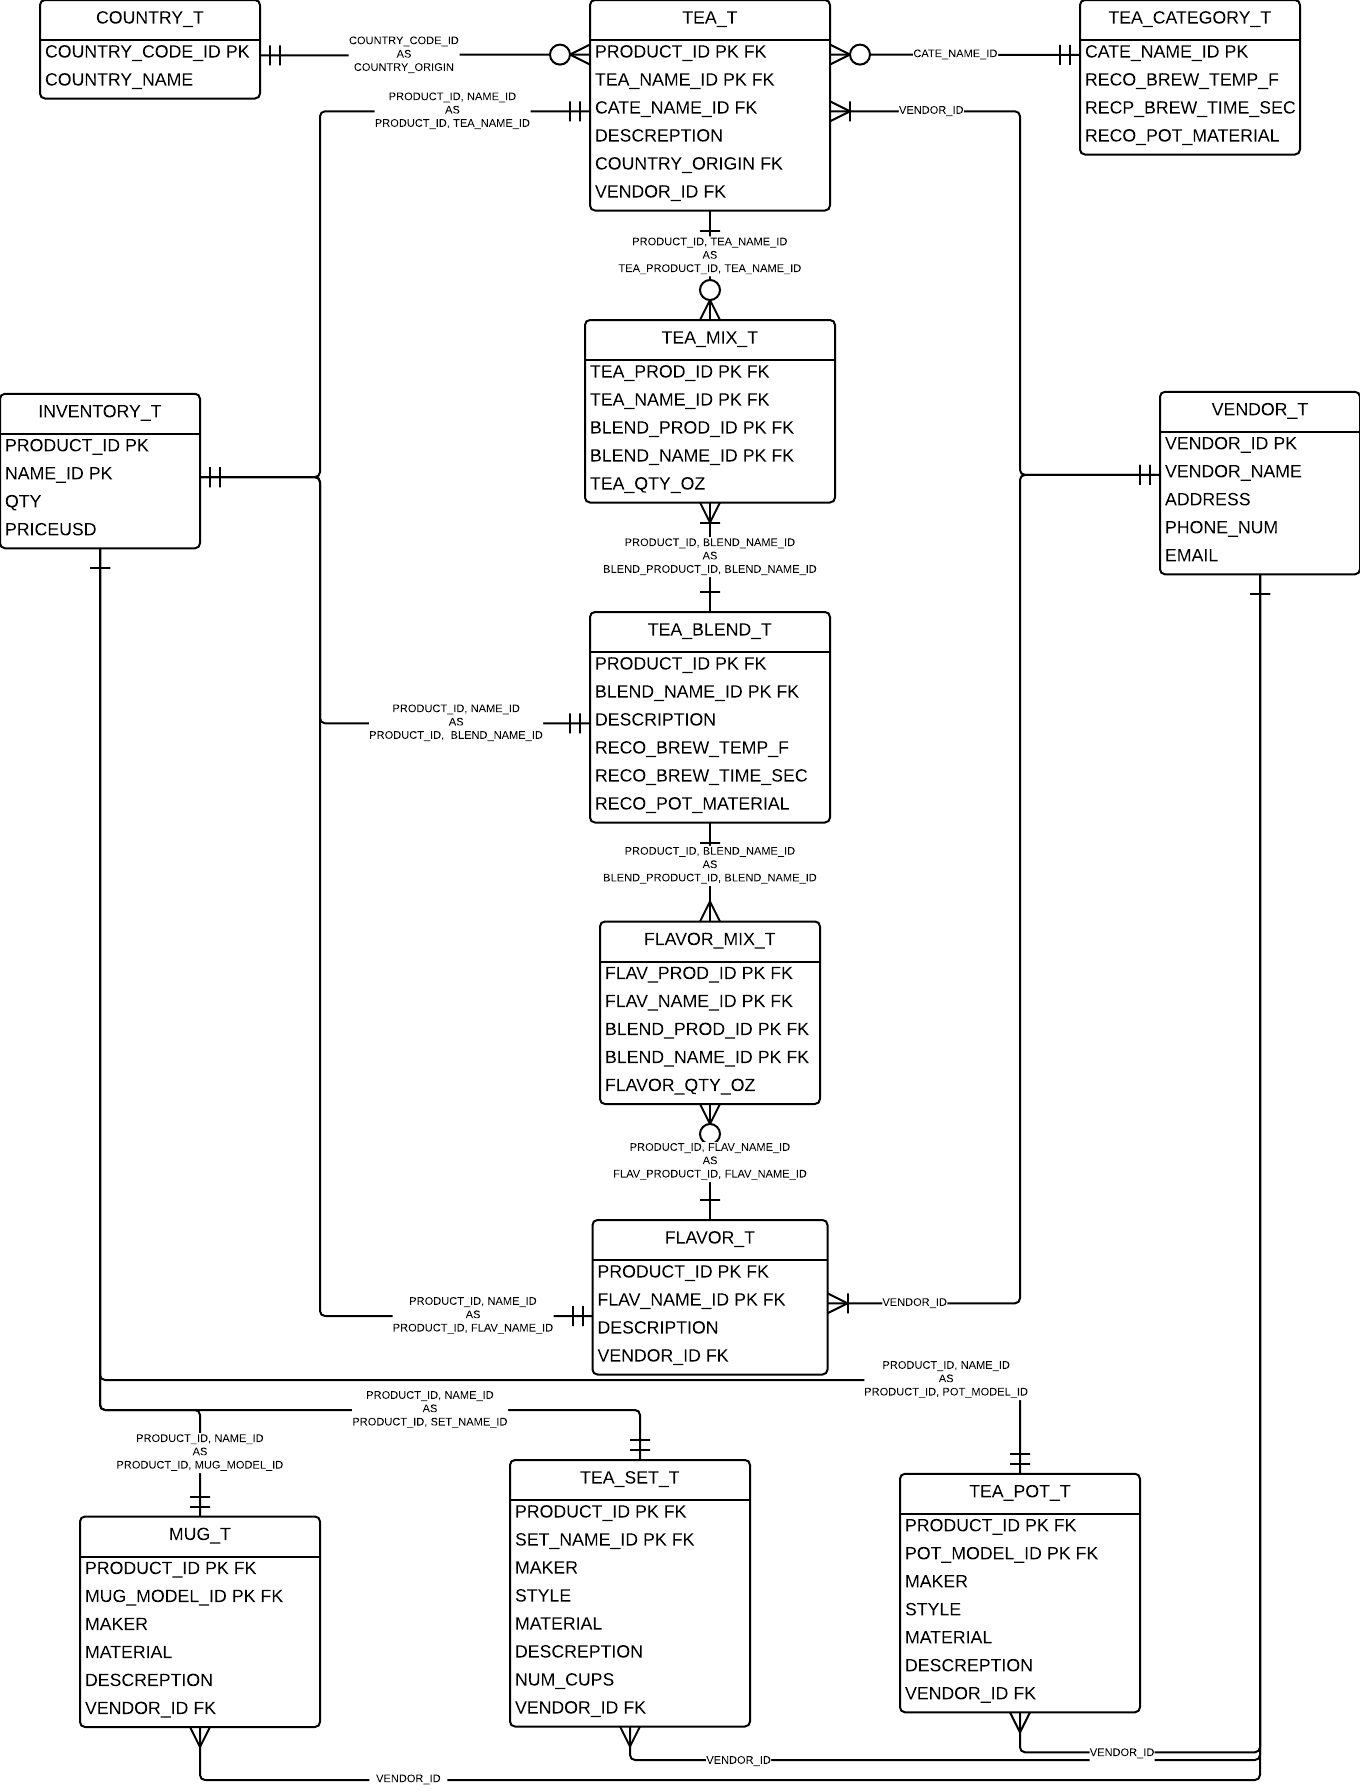 COUNTRY_T
COUNTRY_CODE_ID PK
COUNTRY_NAME
COUNTRY_CODE_ID
AS
COUNTRY_ORIGIN
TEA_T
PRODUCT_ID PK FK
TEA_NAME_ID PK FK
CATE_NAME_ID FK
DESCREPTION
COUNTRY_ORIGIN FK
VENDOR_ID FK
CATE_NAME_ID
TEA_CATEGORY_T
CATE_NAME_ID PK
RECO_BREW_TEMP_F
RECP_BREW_TIME_SEC
RECO_POT_MATERIAL
PRODUCT_ID, NAME_ID
AS
PRODUCT_ID, TEA_NAME_ID
VENDOR_ID
PRODUCT_ID, TEA_NAME_ID
AS
TEA_PRODUCT_ID, TEA_NAME_ID
TEA_MIX_T
TEA_PROD_ID PK FK
TEA_NAME_ID PK FK
BLEND_PROD_ID PK FK
BLEND_NAME_ID PK FK
TEA_QTY_OZ
INVENTORY_T
PRODUCT_ID PK
NAME_ID PK
QTY
PRICEUSD
VENDOR_T
VENDOR_ID PK
VENDOR_NAME
ADDRESS
PHONE_NUM
EMAIL
PRODUCT_ID, BLEND_NAME_ID
AS
BLEND_PRODUCT_ID, BLEND_NAME_ID
TEA_BLEND_T
PRODUCT_ID PK FK
BLEND_NAME_ID PK FK
DESCRIPTION
RECO_BREW_TEMP_F
RECO_BREW_TIME_SEC
RECO_POT_MATERIAL
PRODUCT_ID, NAME_ID
AS
PRODUCT_ID, BLEND_NAME_ID
PRODUCT_ID, BLEND_NAME_ID
AS
BLEND_PRODUCT_ID, BLEND_NAME_ID
FLAVOR_MIX_T
FLAV_PROD_ID PK FK
FLAV_NAME_ID PK FK
BLEND_PROD_ID PK FK
BLEND_NAME_ID PK FK
FLAVOR_QTY_OZ
PRODUCT_ID, FLAV_NAME_ID
AS
FLAV_PRODUCT_ID, FLAV_NAME_ID
FLAVOR_T
PRODUCT_ID PK FK
FLAV_NAME_ID PK FK
DESCRIPTION
VENDOR_ID FK
PRODUCT_ID, NAME_ID
AS
PRODUCT_ID, FLAV_NAME_ID
VENDOR_ID
PRODUCT_ID, NAME_ID
AS
PRODUCT_ID, POT_MODEL_ID
PRODUCT_ID, NAME_ID
AS
PRODUCT_ID, SET_NAME_ID
PRODUCT_ID, NAME_ID
AS
PRODUCT_ID, MUG_MODEL_ID
MUG_T
PRODUCT_ID PK FK
MUG_MODEL_ID PK FK
MAKER
MATERIAL
DESCREPTION
VENDOR_ID FK
TEA_SET_T
PRODUCT_ID PK FK
SET_NAME_ID PK FK
MAKER
STYLE
MATERIAL
DESCREPTION
NUM_CUPS
VENDOR_ID FK
TEA_POT_T
PRODUCT_ID PK FK
POT_MODEL_ID PK FK
MAKER
STYLE
MATERIAL
DESCREPTION
VENDOR_ID FK
VENDOR_ID
VENDOR_ID
VENDOR_ID